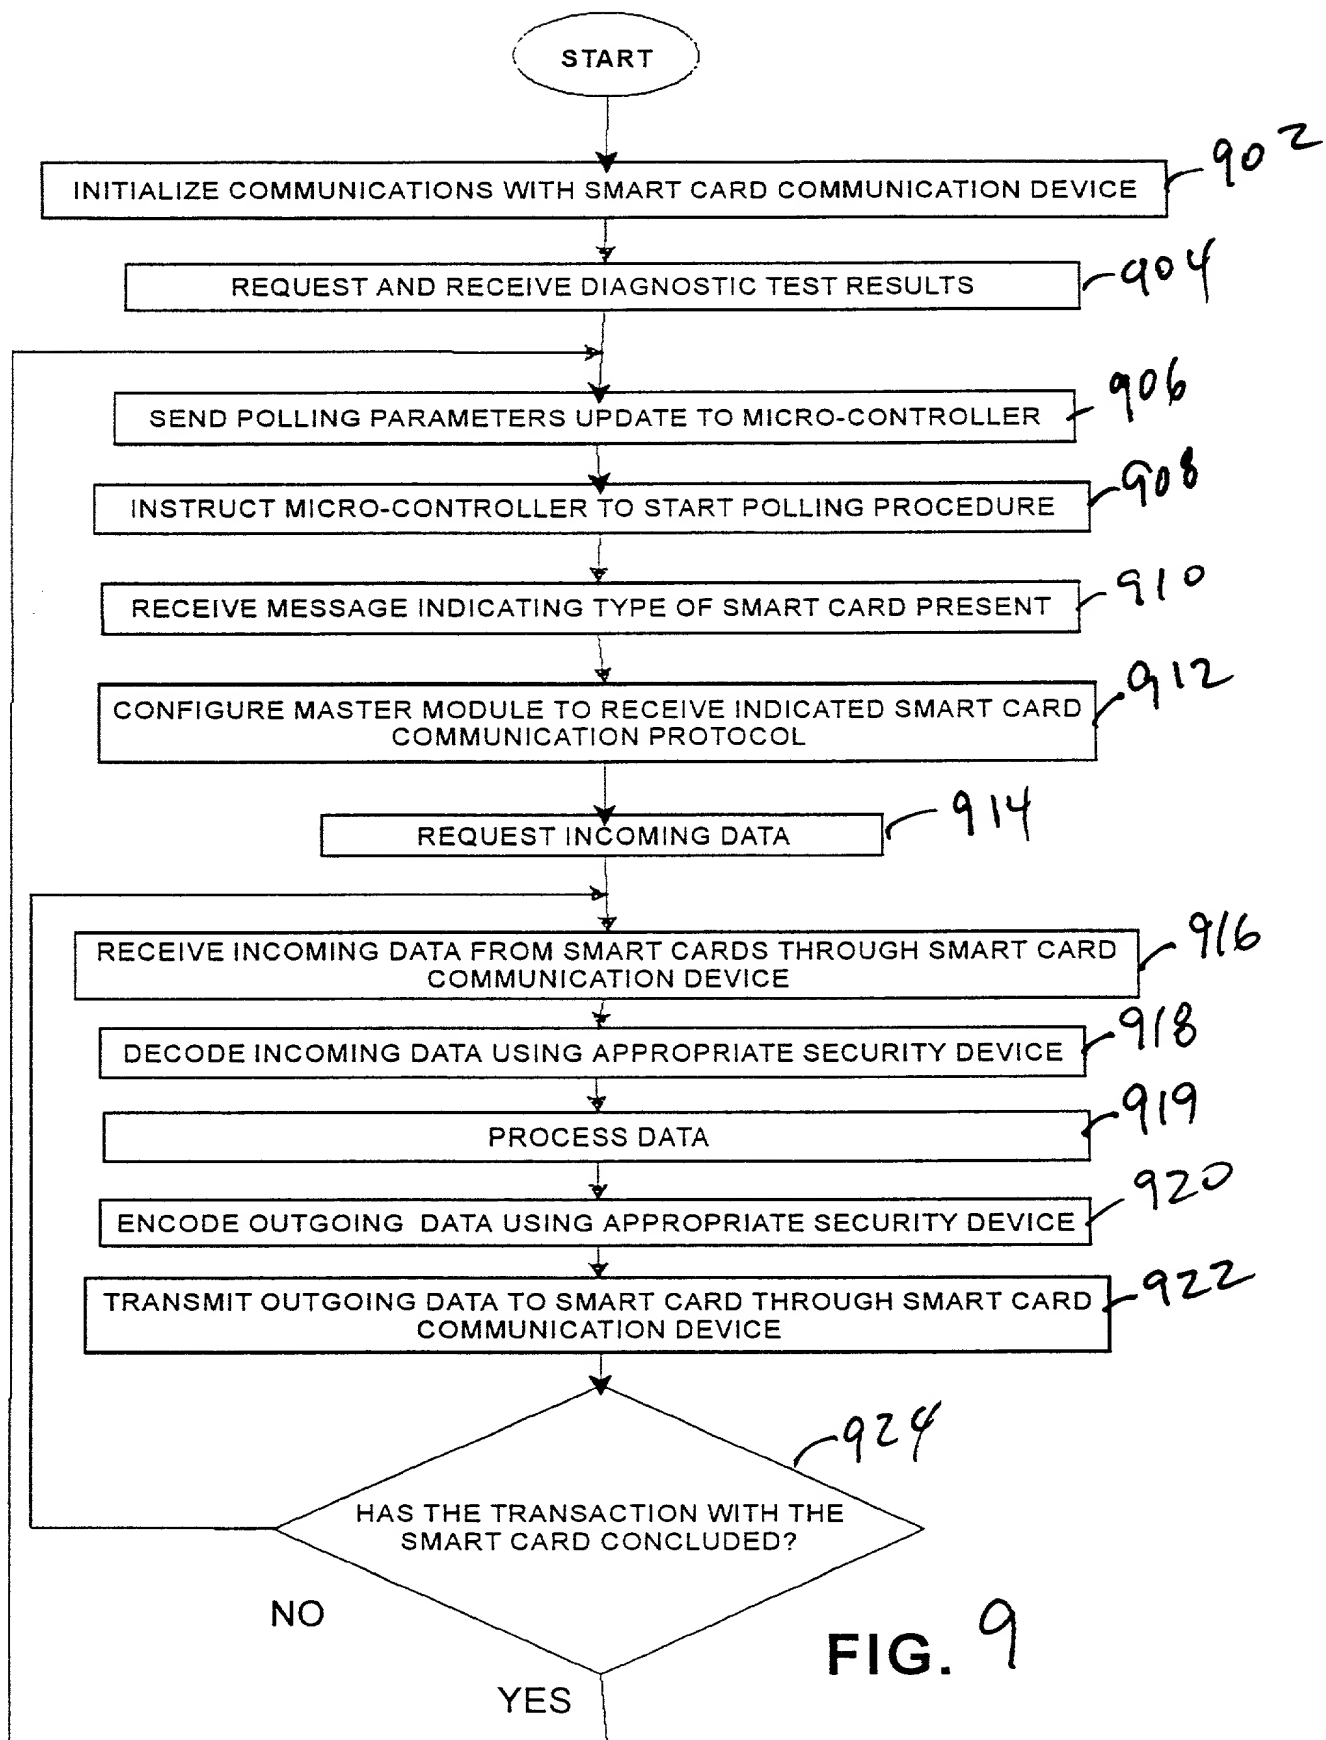 START
INITIALIZE COMMUNICATIONS WITH SMART CARD COMMUNICATION DEVICE
902
REQUEST AND RECEIVE DIAGNOSTIC TEST RESULTS
904
SEND POLLING PARAMETERS UPDATE TO MICRO-CONTROLLER
906
INSTRUCT MICRO-CONTROLLER TO START POLLING PROCEDURE
908
RECEIVE MESSAGE INDICATING TYPE OF SMART CARD PRESENT
910
CONFIGURE MASTER MODULE TO RECEIVE INDICATED SMART CARD
COMMUNICATION PROTOCOL
912
REQUEST INCOMING DATA
914
RECEIVE INCOMING DATA FROM SMART CARDS THROUGH SMART CARD
COMMUNICATION DEVICE
916
DECODE INCOMING DATA USING APPROPRIATE SECURITY DEVICE
918
PROCESS DATA
919
ENCODE OUTGOING DATA USING APPROPRIATE SECURITY DEVICE
920
TRANSMIT OUTGOING DATA TO SMART CARD THROUGH SMART CARD
COMMUNICATION DEVICE
922
924
HAS THE TRANSACTION WITH THE
SMART CARD CONCLUDED?
NO
YES
FIG. 9